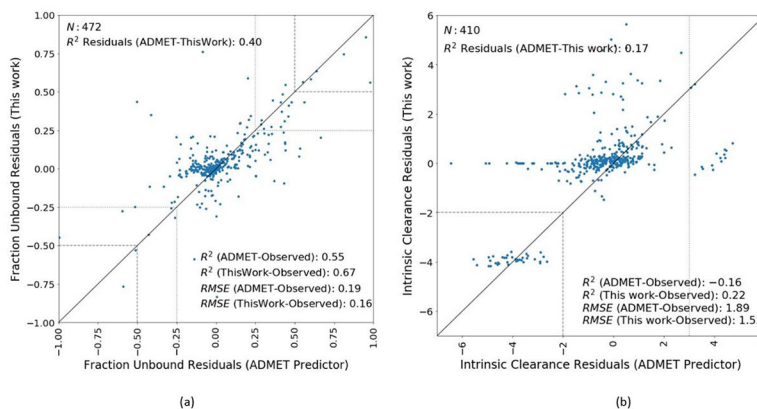 N: 472
R² Residuals (ADMET-ThisWork): 0.40
Fraction Unbound Residuals (This work)
1.00
0.75
0.50
0.25
0.00
−0.25
−0.50
−0.75
−1.00
R² (ADMET-Observed): 0.55
R² (ThisWork-Observed): 0.67
RMSE (ADMET-Observed): 0.19
RMSE (ThisWork-Observed): 0.16
−1.00
−0.75
−0.50
−0.25
0.00
0.25
0.50
0.75
1.00
Fraction Unbound Residuals (ADMET Predictor)
(a)
N: 410
R² Residuals (ADMET-This work): 0.17
Intrinsic Clearance Residuals (This work)
6
4
2
0
−2
−4
−6
R² (ADMET-Observed): −0.16
R² (This work-Observed): 0.22
RMSE (ADMET-Observed): 1.89
RMSE (This work-Observed): 1.5
−6
−4
−2
0
2
4
Intrinsic Clearance Residuals (ADMET Predictor)
(b)